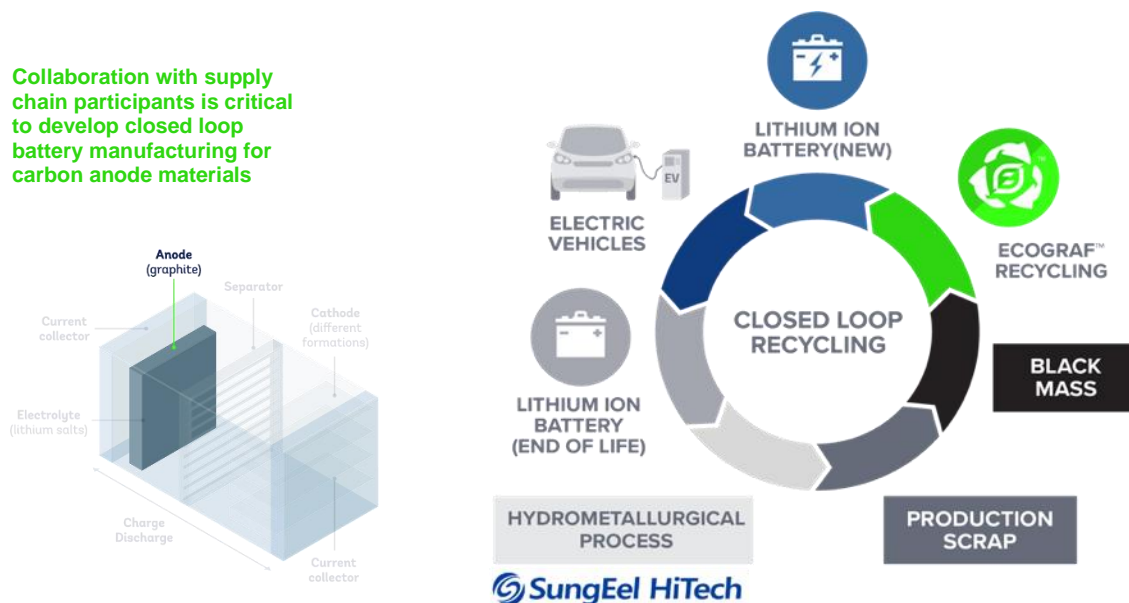 Collaboration with supply
chain participants is critical
to develop closed loop
battery manufacturing for
carbon anode materials
Anode
(graphite)
Separator
Current
collector
Cathode
(different
formations)
Electrolyte
(lithium salts)
Charge
Discharge
Current
collector
LITHIUM ION
BATTERY(NEW)
EV
ELECTRIC
VEHICLES
ECOGRAF™
RECYCLING
CLOSED LOOP
RECYCLING
BLACK
MASS
LITHIUM ION
BATTERY
(END OF LIFE)
HYDROMETALLURGICAL
PROCESS
PRODUCTION
SCRAP
SungEel HiTech